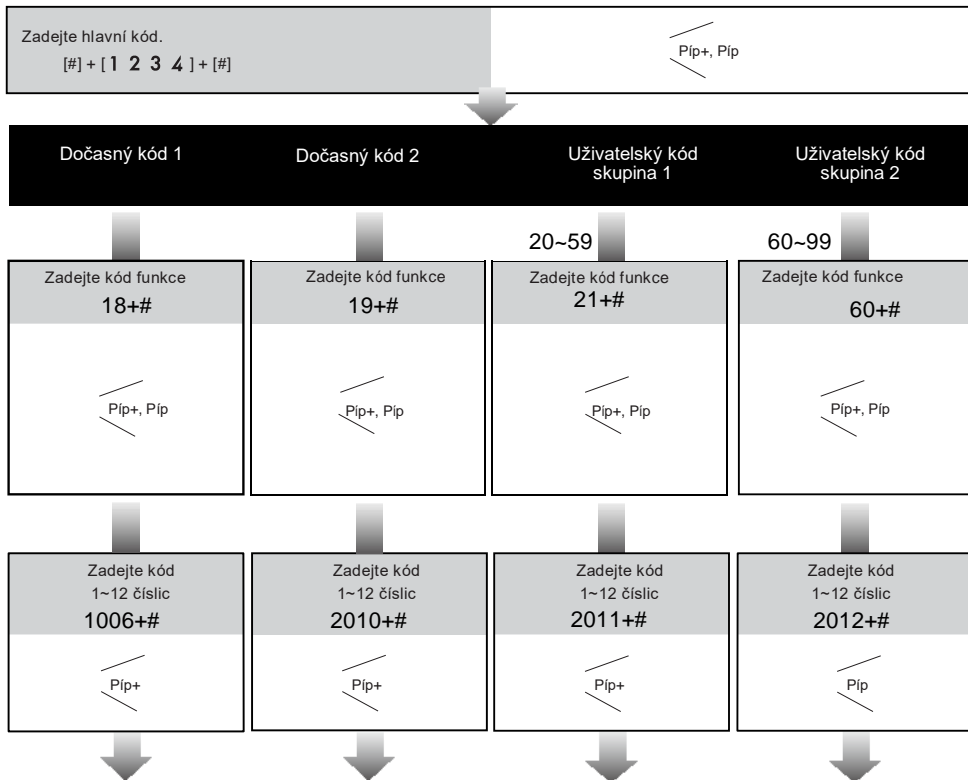 Zadejte hlavní kód.
[#] + [ 1 2 3 4 ] + [#]
Píp+, Píp
Dočasný kód 1
Dočasný kód 2
Uživatelský kód
skupina 1
Uživatelský kód
skupina 2
20~59
60~99
Zadejte kód funkce
18+#
Zadejte kód funkce
19+#
Zadejte kód funkce
21+#
Zadejte kód funkce
60+#
Píp+, Píp
Píp+, Píp
Píp+, Píp
Píp+, Píp
Zadejte kód
1~12 číslic
1006+#
Zadejte kód
1~12 číslic
2010+#
Zadejte kód
1~12 číslic
2011+#
Zadejte kód
1~12 číslic
2012+#
Píp+
Píp+
Píp+
Píp